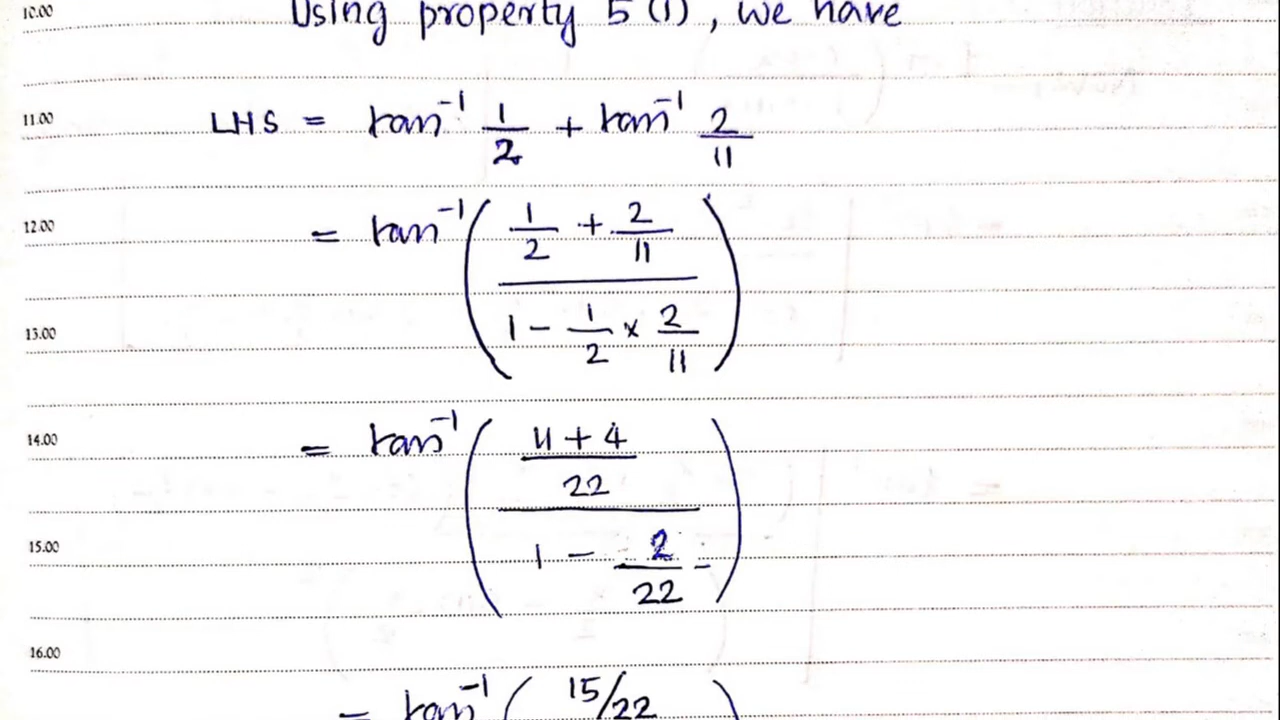 10.00
Using property 5 (i), we have
11.00
LHS = tan⁻¹ 1/2 + tan⁻¹ 2/11
12.00
= tan⁻¹ ( (1/2 + 2/11) / (1 - 1/2 × 2/11) )
13.00
14.00
= tan⁻¹ ( ((11 + 4)/22) / (1 - 2/22) )
15.00
16.00
= tan⁻¹ ( 15/22 )